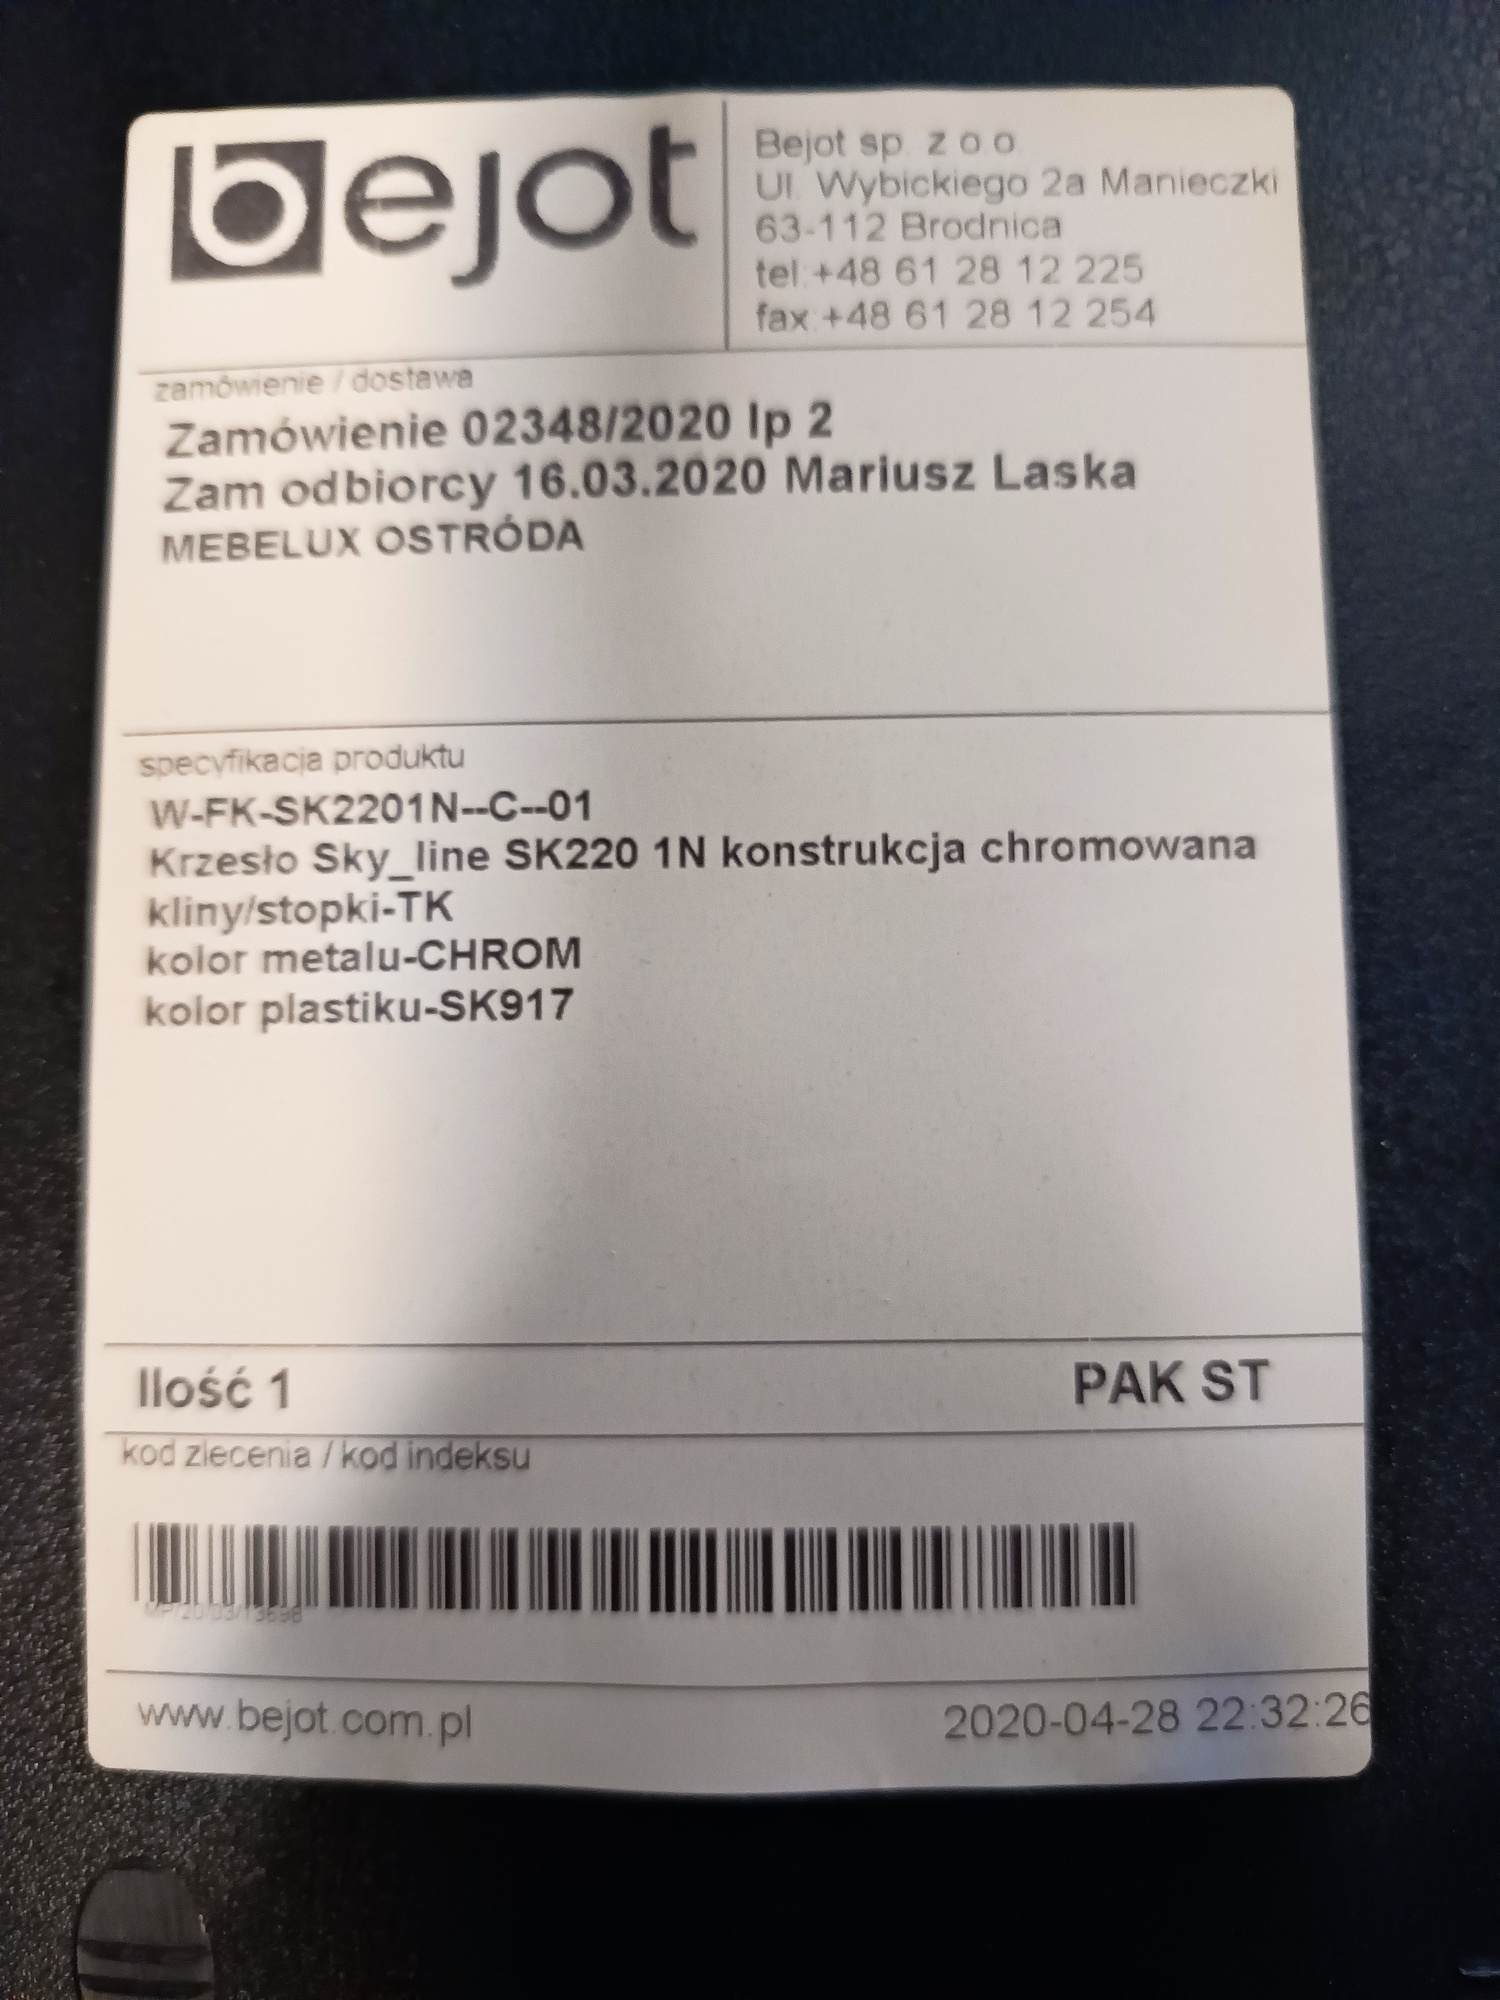 bejot
Bejot sp. z o.o.
Ul. Wybickiego 2a Manieczki
63-112 Brodnica
tel.+48 61 28 12 225
fax.+48 61 28 12 254
zamówienie / dostawa
Zamówienie 02348/2020 lp 2
Zam odbiorcy 16.03.2020 Mariusz Laska
MEBELUX OSTRÓDA
specyfikacja produktu
W-FK-SK2201N--C--01
Krzesło Sky_line SK220 1N konstrukcja chromowana
kliny/stopki-TK
kolor metalu-CHROM
kolor plastiku-SK917
Ilość 1
PAK ST
kod zlecenia / kod indeksu
MP/20/03/13698
www.bejot.com.pl
2020-04-28 22:32:26